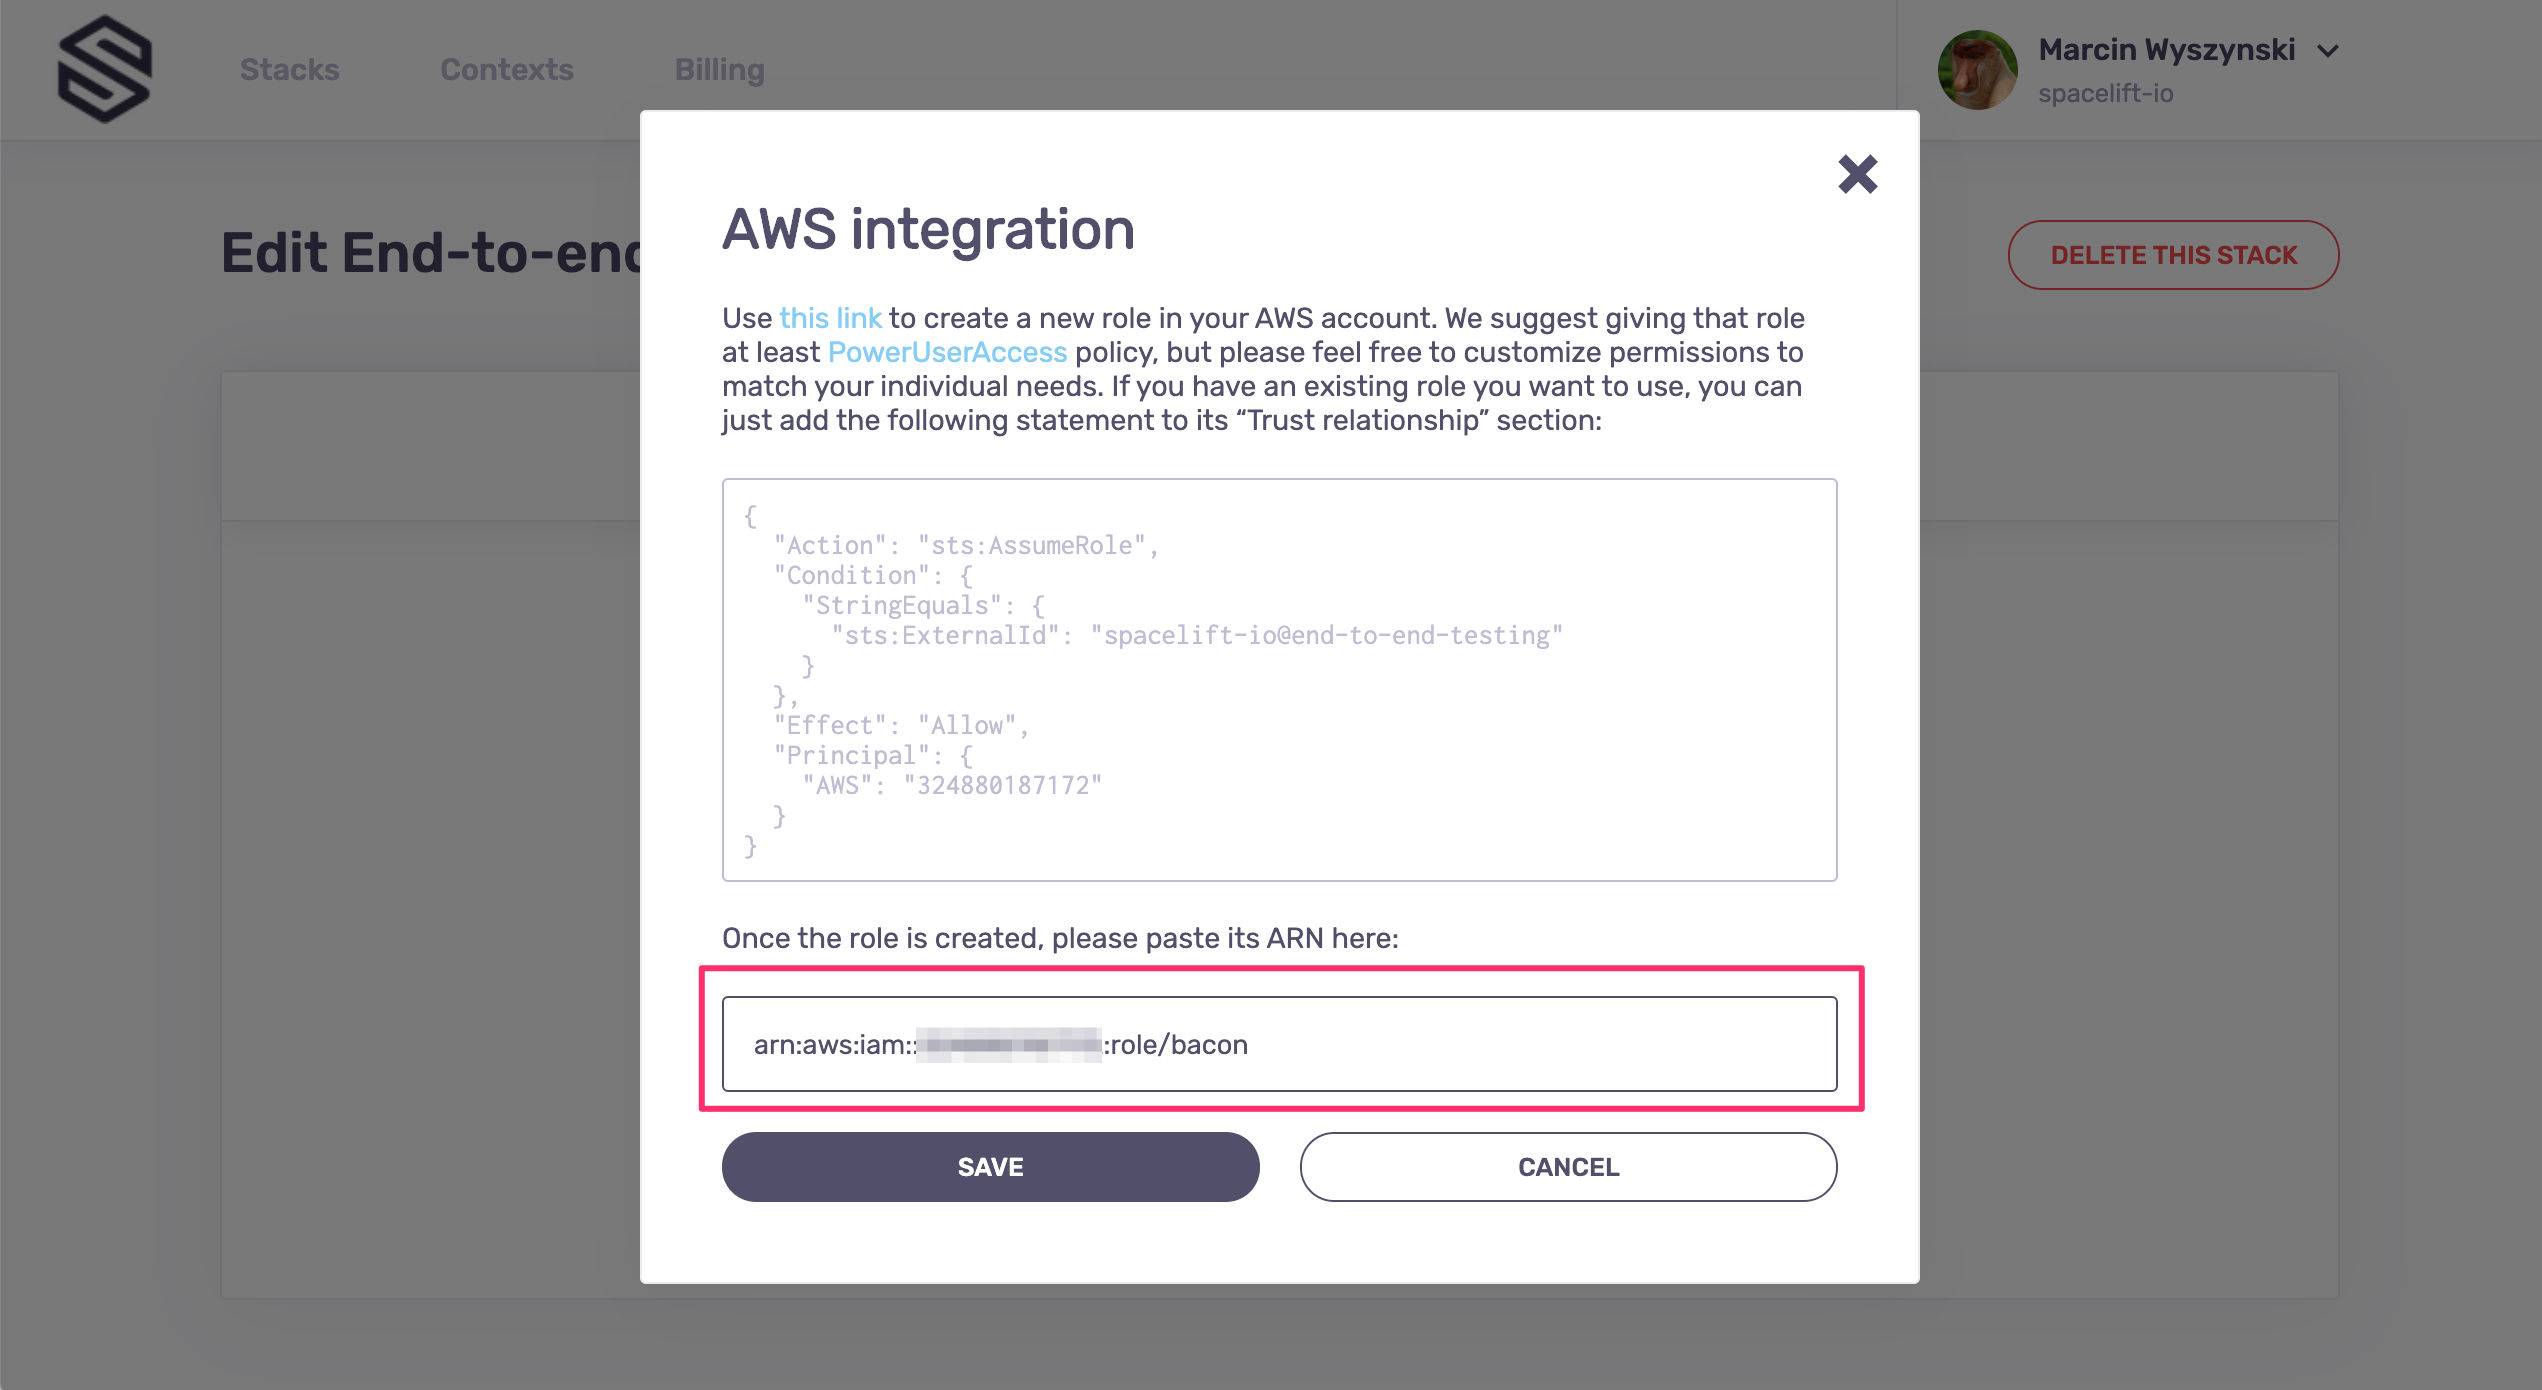 Stacks Contexts Billing
Marcin Wyszynski
spacelift-io
Edit End-to-end
DELETE THIS STACK
AWS integration
Use this link to create a new role in your AWS account. We suggest giving that role
at least PowerUserAccess policy, but please feel free to customize permissions to
match your individual needs. If you have an existing role you want to use, you can
just add the following statement to its “Trust relationship” section:
{
  "Action": "sts:AssumeRole",
  "Condition": {
    "StringEquals": {
      "sts:ExternalId": "spacelift-io@end-to-end-testing"
    }
  },
  "Effect": "Allow",
  "Principal": {
    "AWS": "324880187172"
  }
}
Once the role is created, please paste its ARN here:
arn:aws:iam:: :role/bacon
SAVE
CANCEL